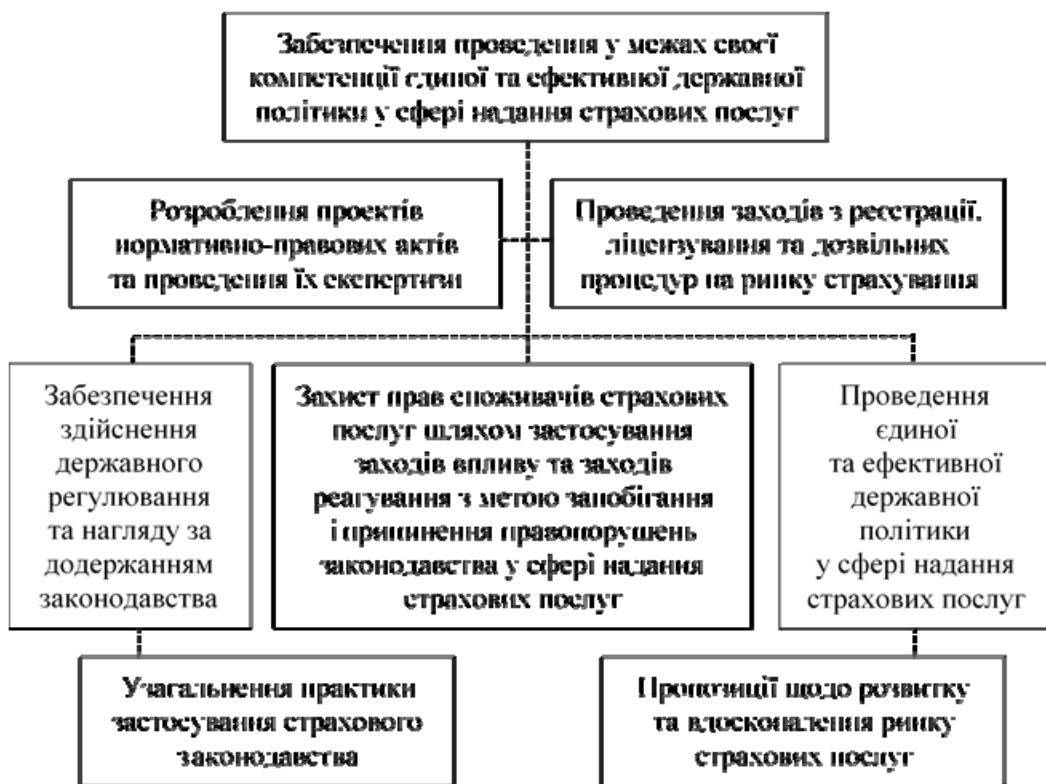 Забезпечення проведення у межах своєї
компетенції єдиної та ефективної державної
політики у сфері надання страхових послуг
Розроблення проектів
нормативно-правових актів
та проведення їх експертизи
Проведення заходів з реєстрації,
ліцензування та дозвільних
процедур на ринку страхування
Забезпечення
здійснення
державного
регулювання
та нагляду за
додержанням
законодавства
Захист прав споживачів страхових
послуг шляхом застосування
заходів впливу та заходів
реагування з метою запобігання
і припинення правопорушень
законодавства у сфері надання
страхових послуг
Проведення
єдиної
та ефективної
державної
політики
у сфері надання
страхових послуг
Узагальнення практики
застосування страхового
законодавства
Пропозиції щодо розвитку
та вдосконалення ринку
страхових послуг